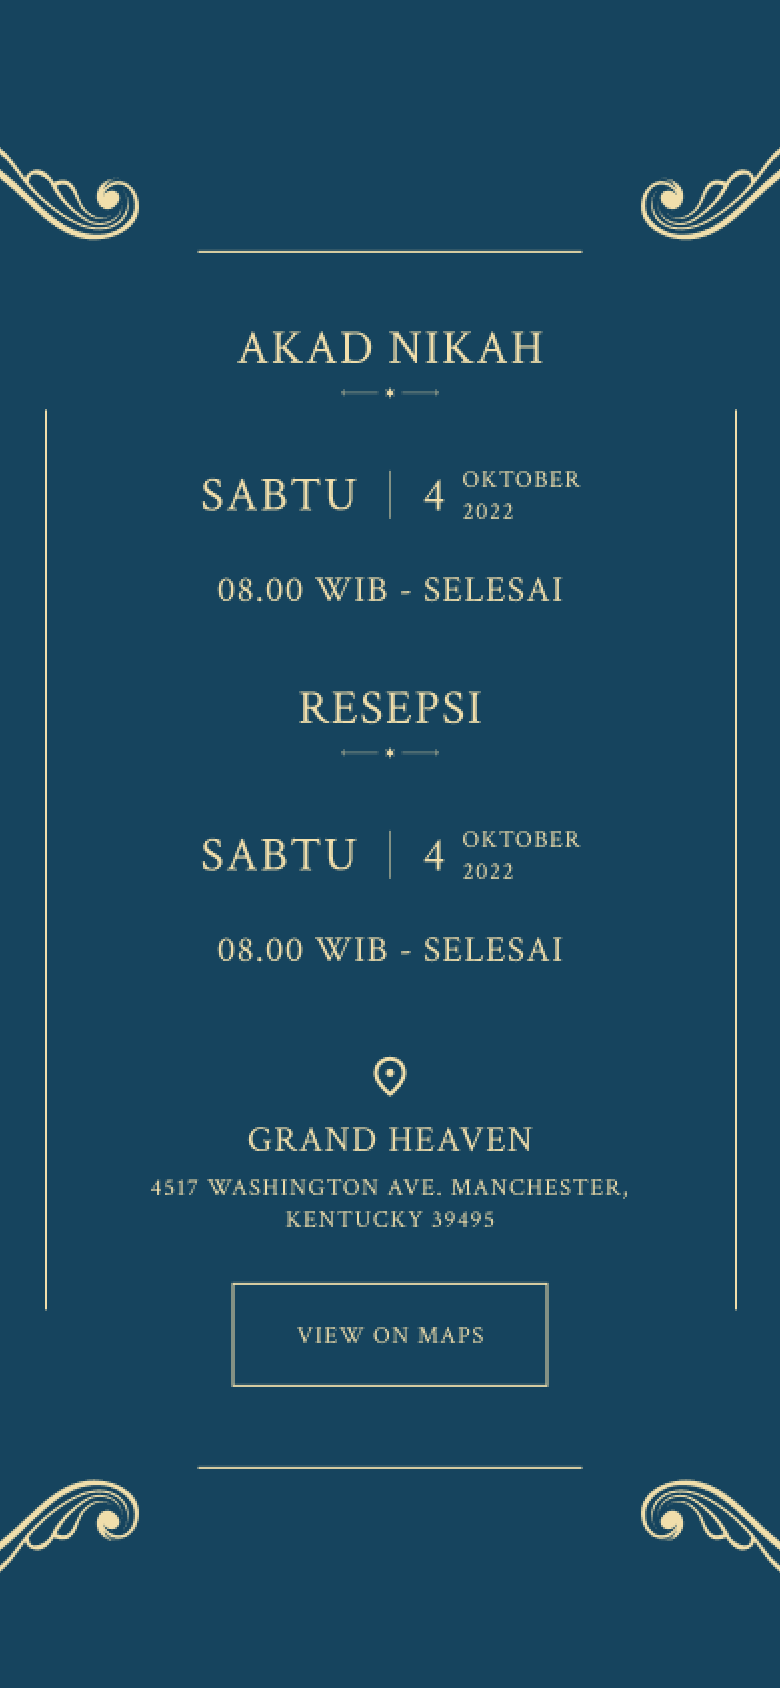 AKAD NIKAH
SABTU | 4 OKTOBER
2022
08.00 WIB - SELESAI
RESEPSI
SABTU | 4 OKTOBER
2022
08.00 WIB - SELESAI
GRAND HEAVEN
4517 WASHINGTON AVE. MANCHESTER,
KENTUCKY 39495
VIEW ON MAPS